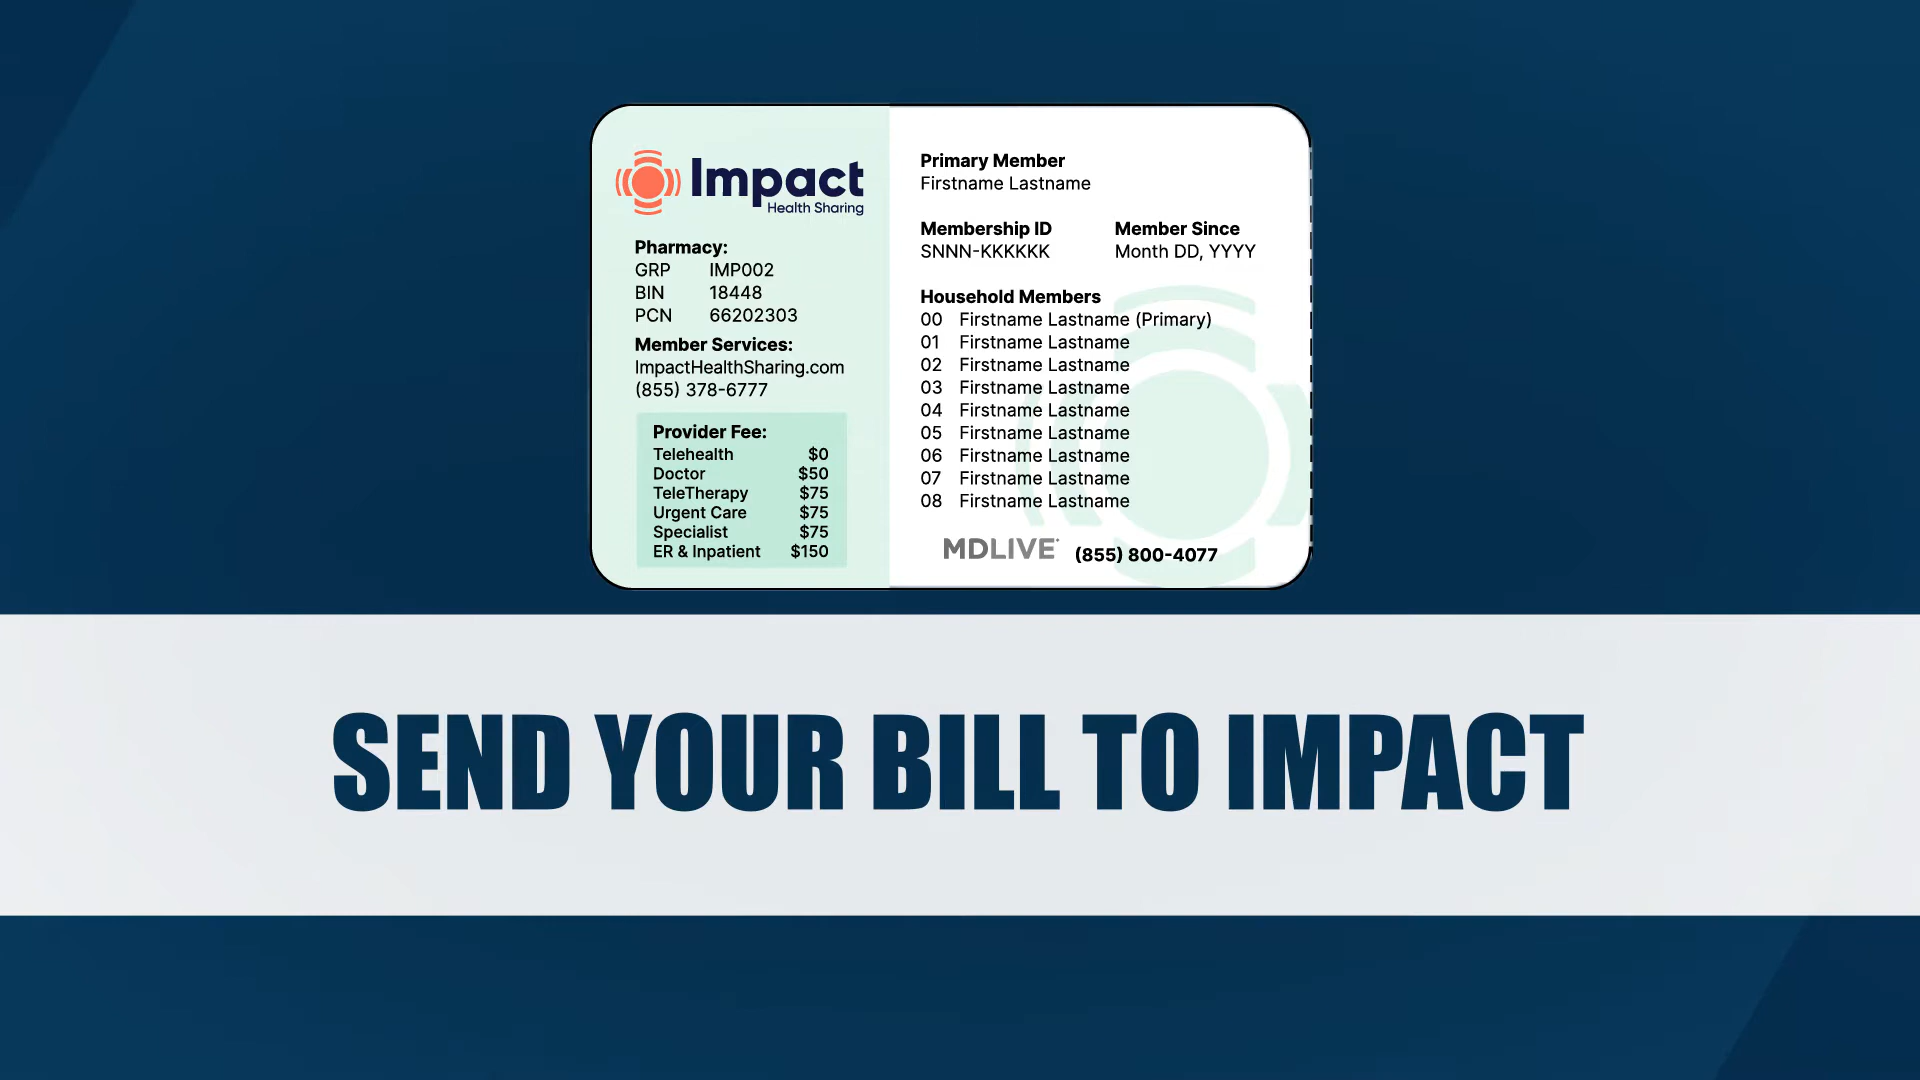 Impact
Health Sharing
Pharmacy:
GRP IMP002
BIN 18448
PCN 66202303
Member Services:
ImpactHealthSharing.com
(855) 378-6777
Provider Fee:
Telehealth $0
Doctor $50
TeleTherapy $75
Urgent Care $75
Specialist $75
ER & Inpatient $150
Primary Member
Firstname Lastname
Membership ID Member Since
SNNN-KKKKKK Month DD, YYYY
Household Members
00 Firstname Lastname (Primary)
01 Firstname Lastname
02 Firstname Lastname
03 Firstname Lastname
04 Firstname Lastname
05 Firstname Lastname
06 Firstname Lastname
07 Firstname Lastname
08 Firstname Lastname
MDLIVE (855) 800-4077
SEND YOUR BILL TO IMPACT